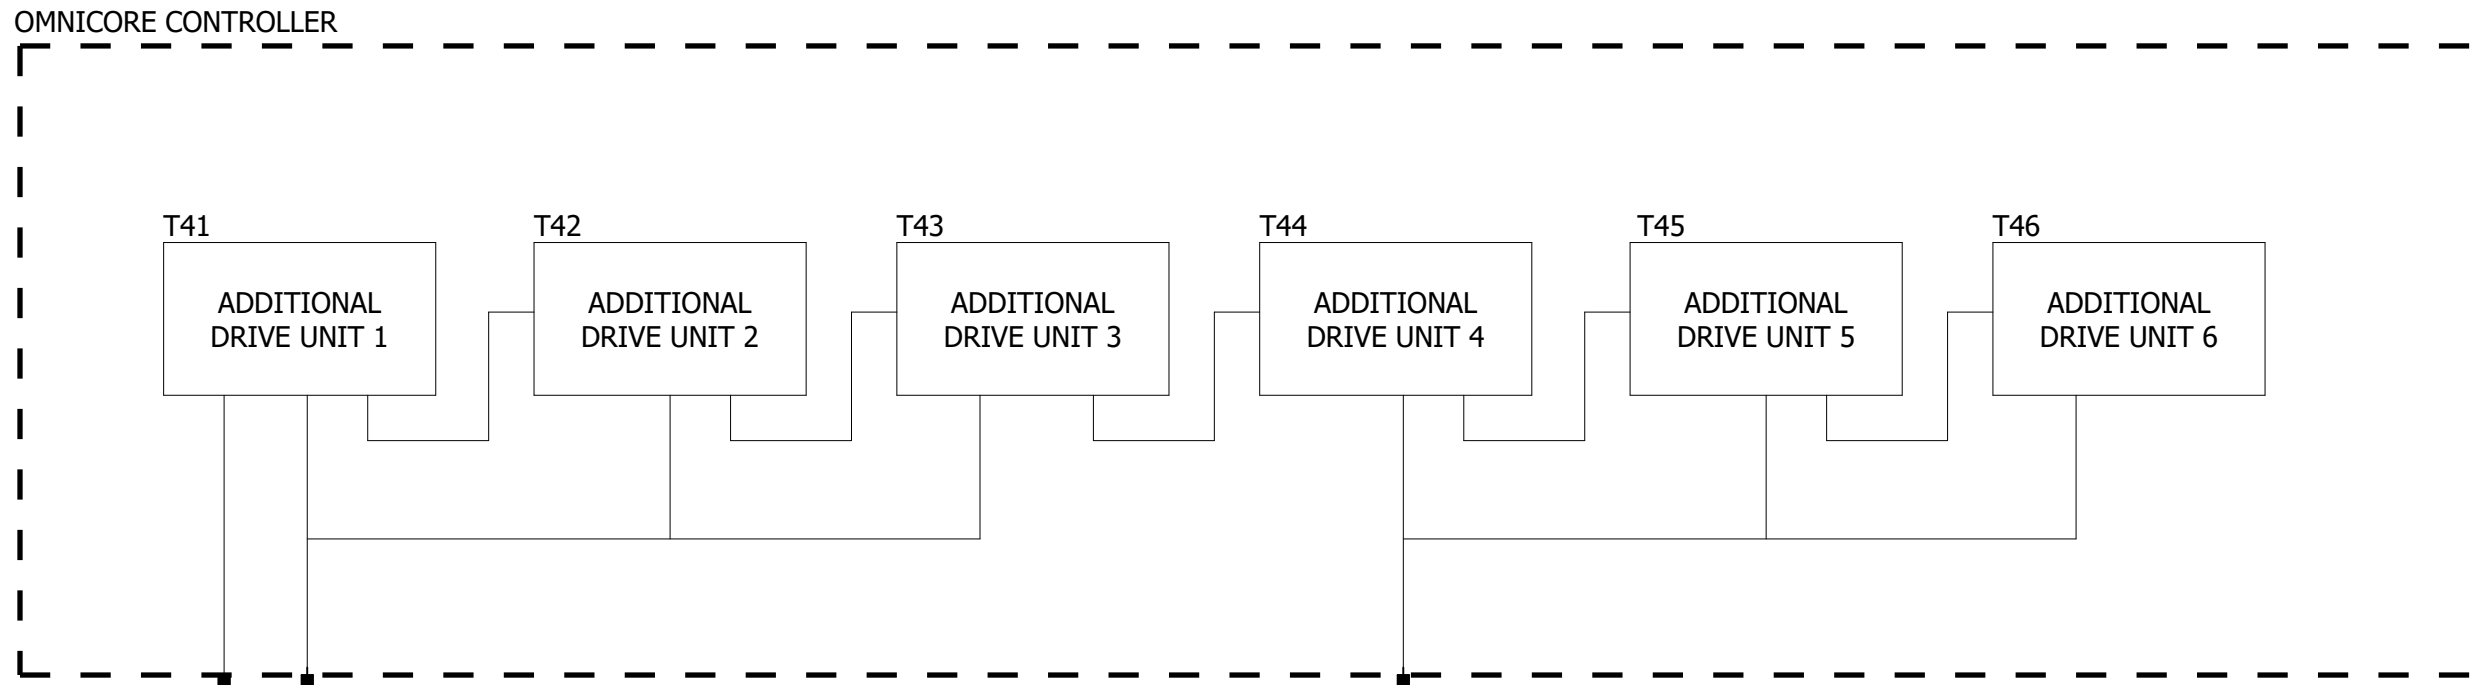 OMNICORE CONTROLLER
T41
T42
T43
T44
T45
T46
ADDITIONAL
DRIVE UNIT 1
ADDITIONAL
DRIVE UNIT 2
ADDITIONAL
DRIVE UNIT 3
ADDITIONAL
DRIVE UNIT 4
ADDITIONAL
DRIVE UNIT 5
ADDITIONAL
DRIVE UNIT 6